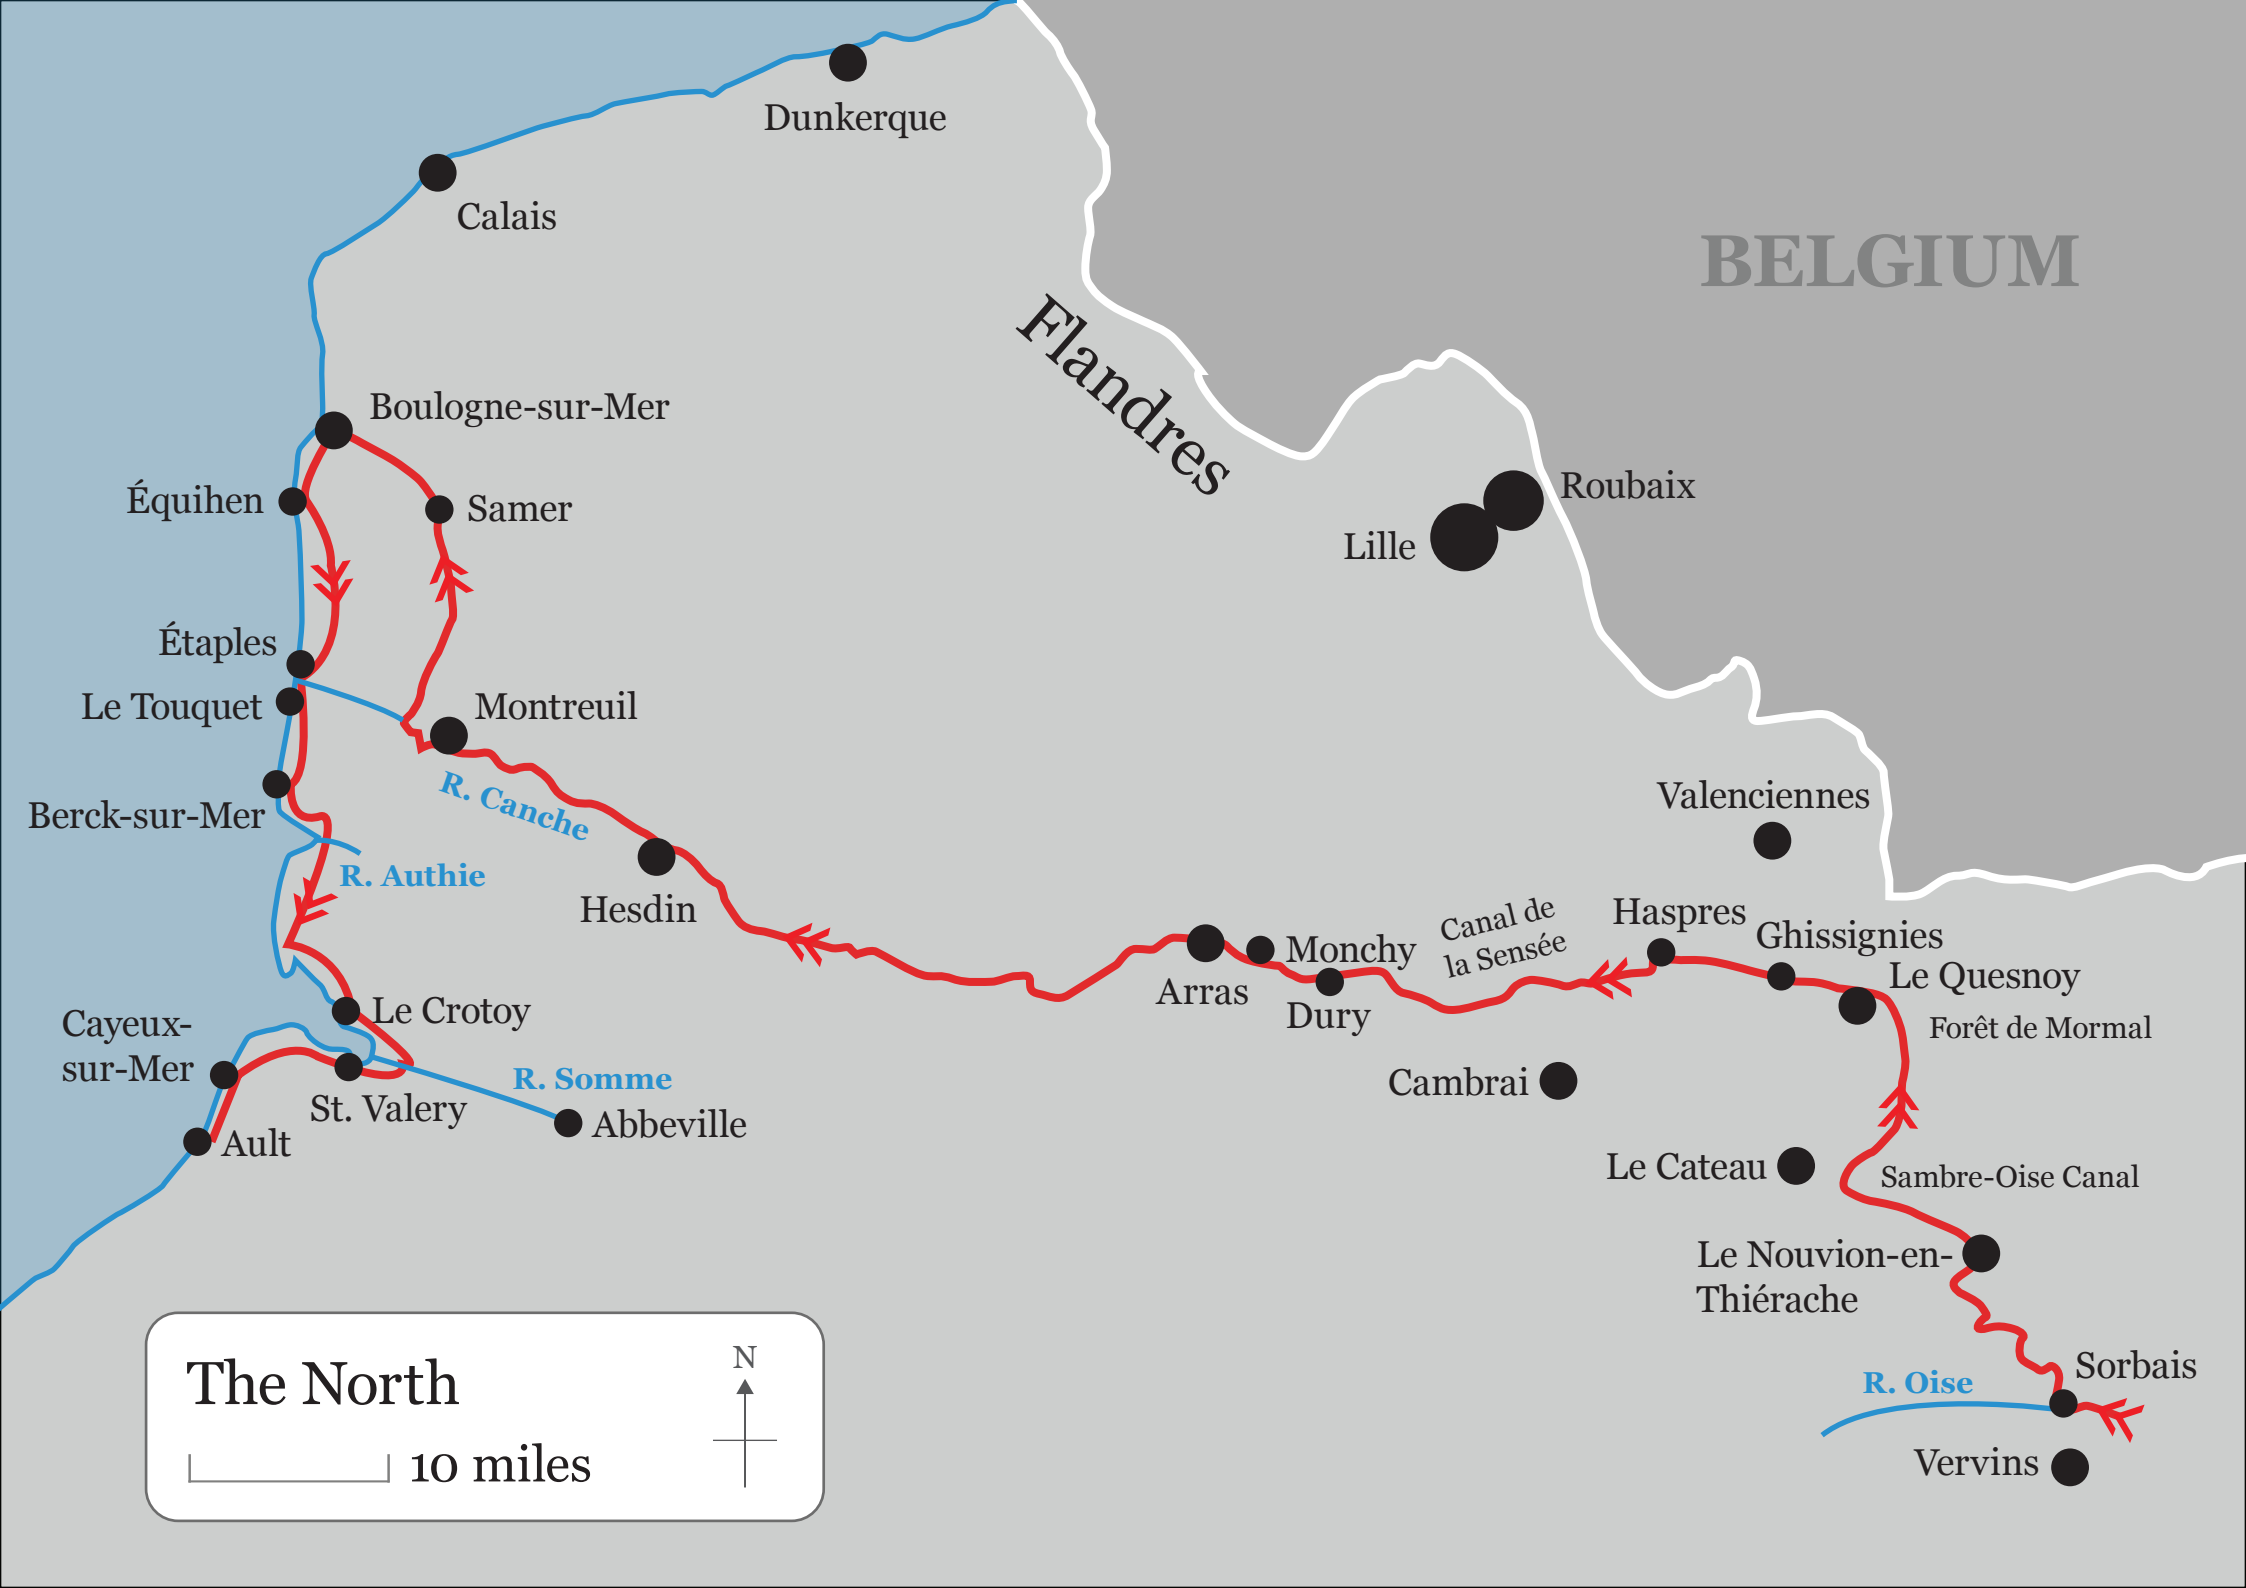 Dunkerque
Calais
BELGIUM
Flandres
Boulogne-sur-Mer
Équihen
Samer
Roubaix
Lille
Étaples
Le Touquet
Montreuil
R. Canche
Berck-sur-Mer
R. Authie
Valenciennes
Hesdin
Haspres
Canal de
la Sensée
Ghissignies
Monchy
Le Quesnoy
Arras
Dury
Forêt de Mormal
Le Crotoy
Cayeux-
sur-Mer
R. Somme
Cambrai
St. Valery
Abbeville
Ault
Le Cateau
Sambre-Oise Canal
Le Nouvion-en-
Thiérache
Sorbais
R. Oise
Vervins
The North
N
10 miles